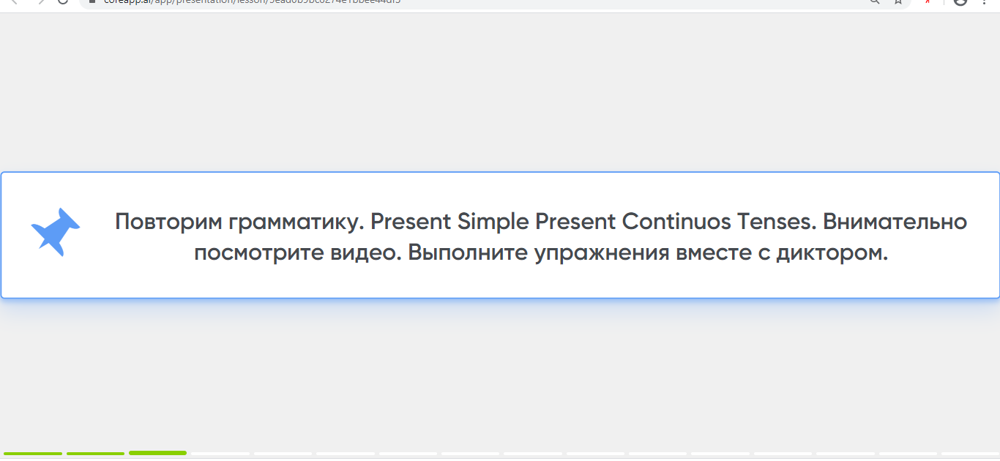 Повторим грамматику. Present Simple Present Continuos Tenses. Внимательно
посмотрите видео. Выполните упражнения вместе с диктором.